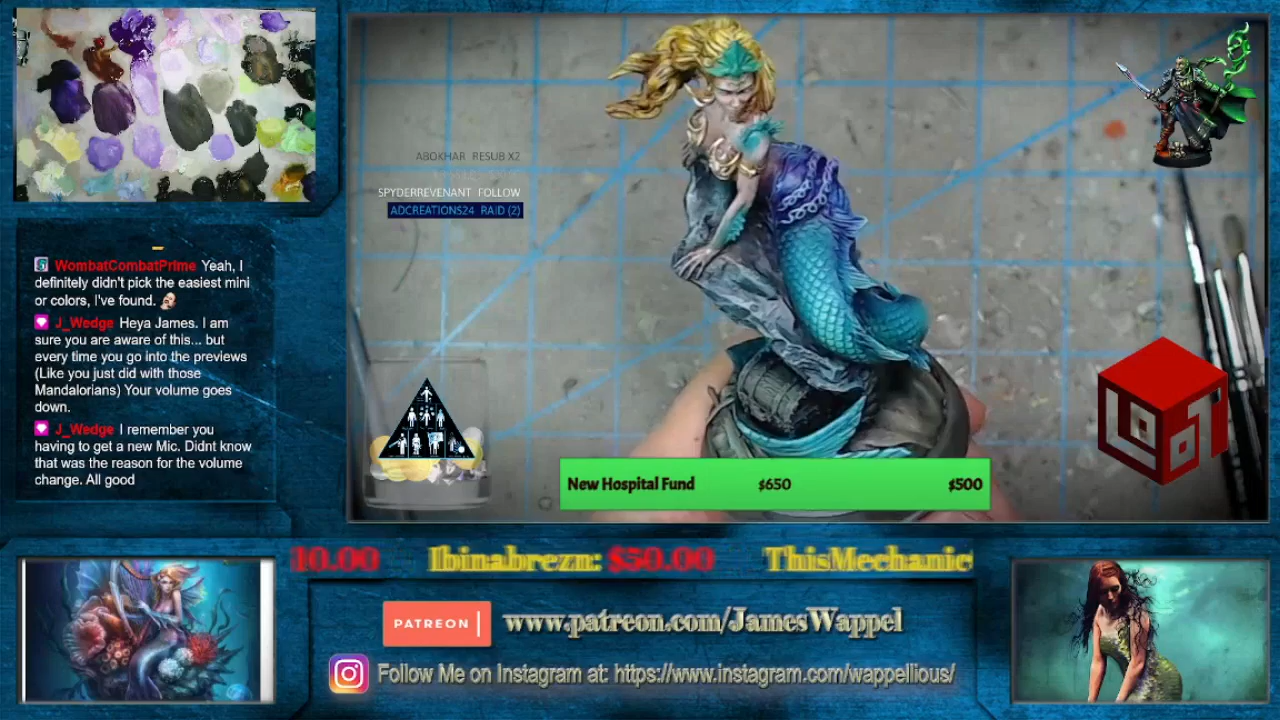 ABOKHAR RESUB X2
SPYDERREVENANT FOLLOW
ADCREATIONS24 RAID (2)
WombatCombatPrime Yeah, I
definitely didn't pick the easiest mini
or colors, I've found.
J_Wedge Heya James. I am
sure you are aware of this... but
every time you go into the previews
(Like you just did with those
Mandalorians) Your volume goes
down.
J_Wedge I remember you
having to get a new Mic. Didnt know
that was the reason for the volume
change. All good
LOOT
New Hospital Fund $650 $500
10.00 Ibinabrezn: $50.00 ThisMechanic
PATREON
www.patreon.com/JamesWappel
Follow Me on Instagram at: https://www.instagram.com/wappellious/